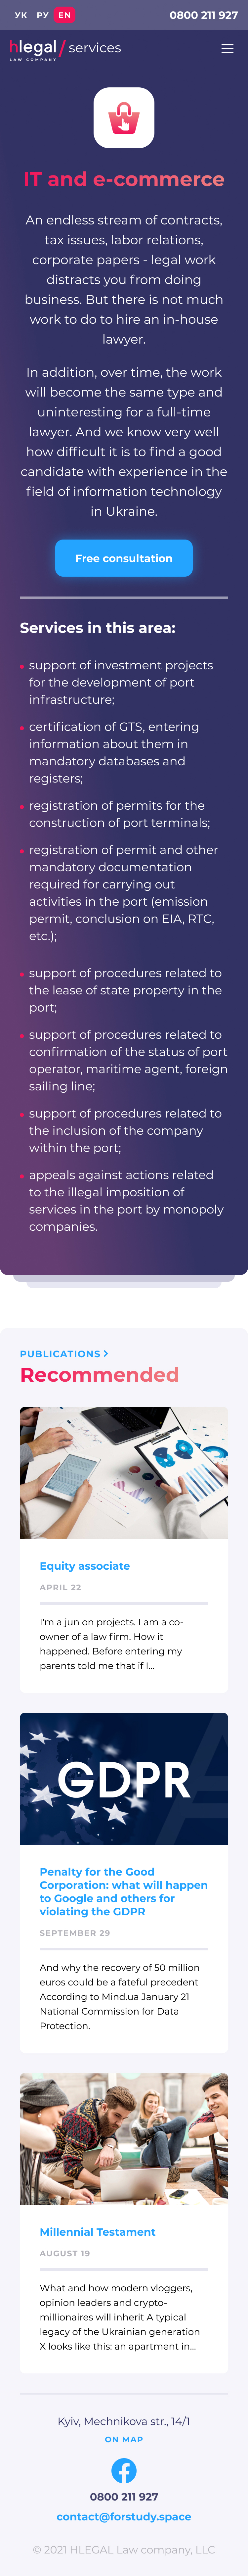 УК РУ EN 0800 211 927
hlegal / services
LAW COMPANY
IT and e-commerce
An endless stream of contracts,
tax issues, labor relations,
corporate papers - legal work
distracts you from doing
business. But there is not much
work to do to hire an in-house
lawyer.
In addition, over time, the work
will become the same type and
uninteresting for a full-time
lawyer. And we know very well
how difficult it is to find a good
candidate with experience in the
field of information technology
in Ukraine.
Free consultation
Services in this area:
support of investment projects
for the development of port
infrastructure;
certification of GTS, entering
information about them in
mandatory databases and
registers;
registration of permits for the
construction of port terminals;
registration of permit and other
mandatory documentation
required for carrying out
activities in the port (emission
permit, conclusion on EIA, RTC,
etc.);
support of procedures related to
the lease of state property in the
port;
support of procedures related to
confirmation of the status of port
operator, maritime agent, foreign
sailing line;
support of procedures related to
the inclusion of the company
within the port;
appeals against actions related
to the illegal imposition of
services in the port by monopoly
companies.
PUBLICATIONS >
Recommended
Equity associate
APRIL 22
I'm a jun on projects. I am a co-
owner of a law firm. How it
happened. Before entering my
parents told me that if I...
GDPR
Penalty for the Good
Corporation: what will happen
to Google and others for
violating the GDPR
SEPTEMBER 29
And why the recovery of 50 million
euros could be a fateful precedent
According to Mind.ua January 21
National Commission for Data
Protection.
Millennial Testament
AUGUST 19
What and how modern vloggers,
opinion leaders and crypto-
millionaires will inherit A typical
legacy of the Ukrainian generation
X looks like this: an apartment in...
Kyiv, Mechnikova str., 14/1
ON MAP
0800 211 927
contact@forstudy.space
© 2021 HLEGAL Law company, LLC